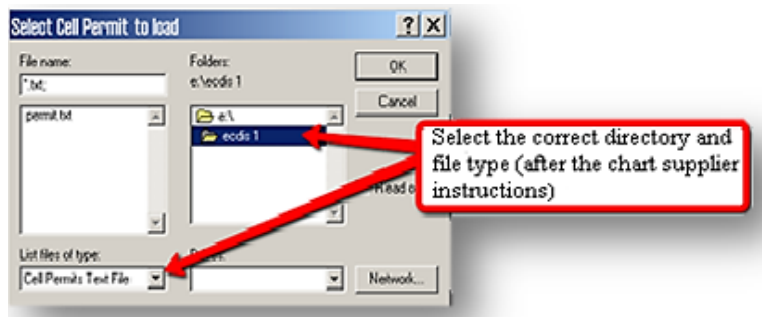 Select Cell Permit to load
? X
File name:
*.txt;
permit.txt
Folders:
e:\ecdis 1
e:\
ecdis 1
OK
Cancel
Select the correct directory and
file type (after the chart supplier
instructions)
List files of type:
Cell Permits Text File
Network...